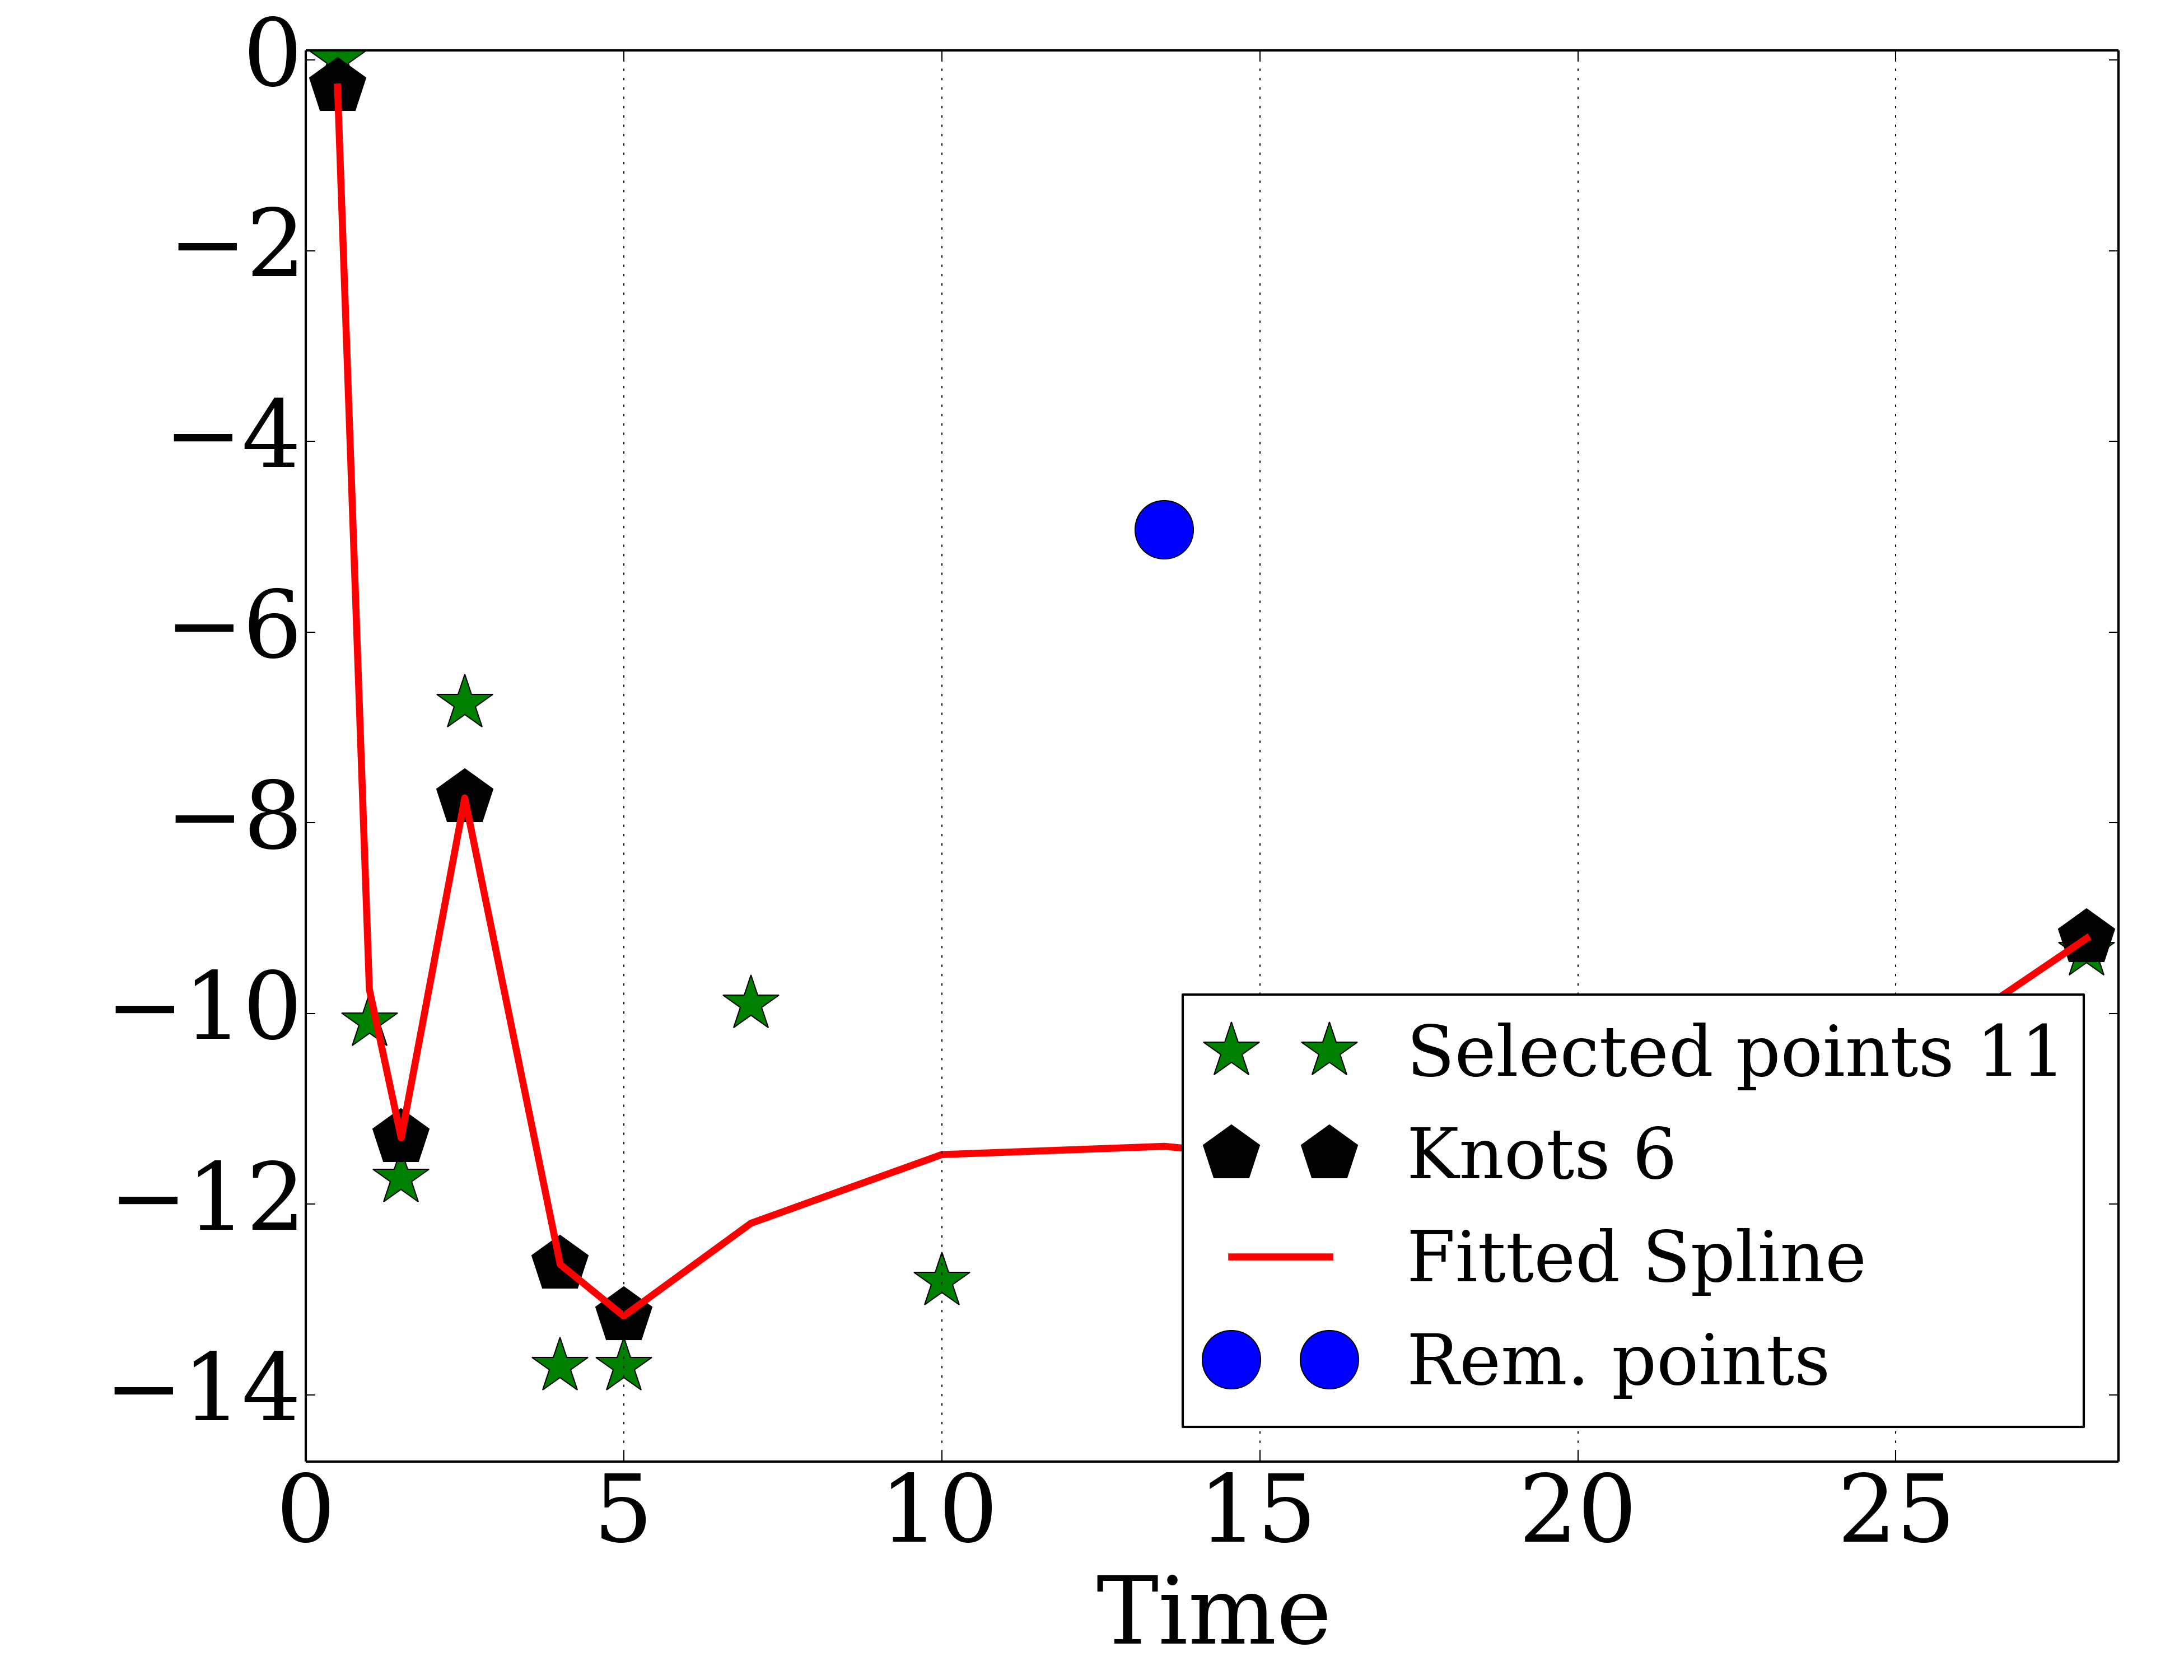 0
−2
−4
−6
−8
−10
−12
−14
0 5 10 15 20 25
Time
Selected points 11
Knots 6
Fitted Spline
Rem. points